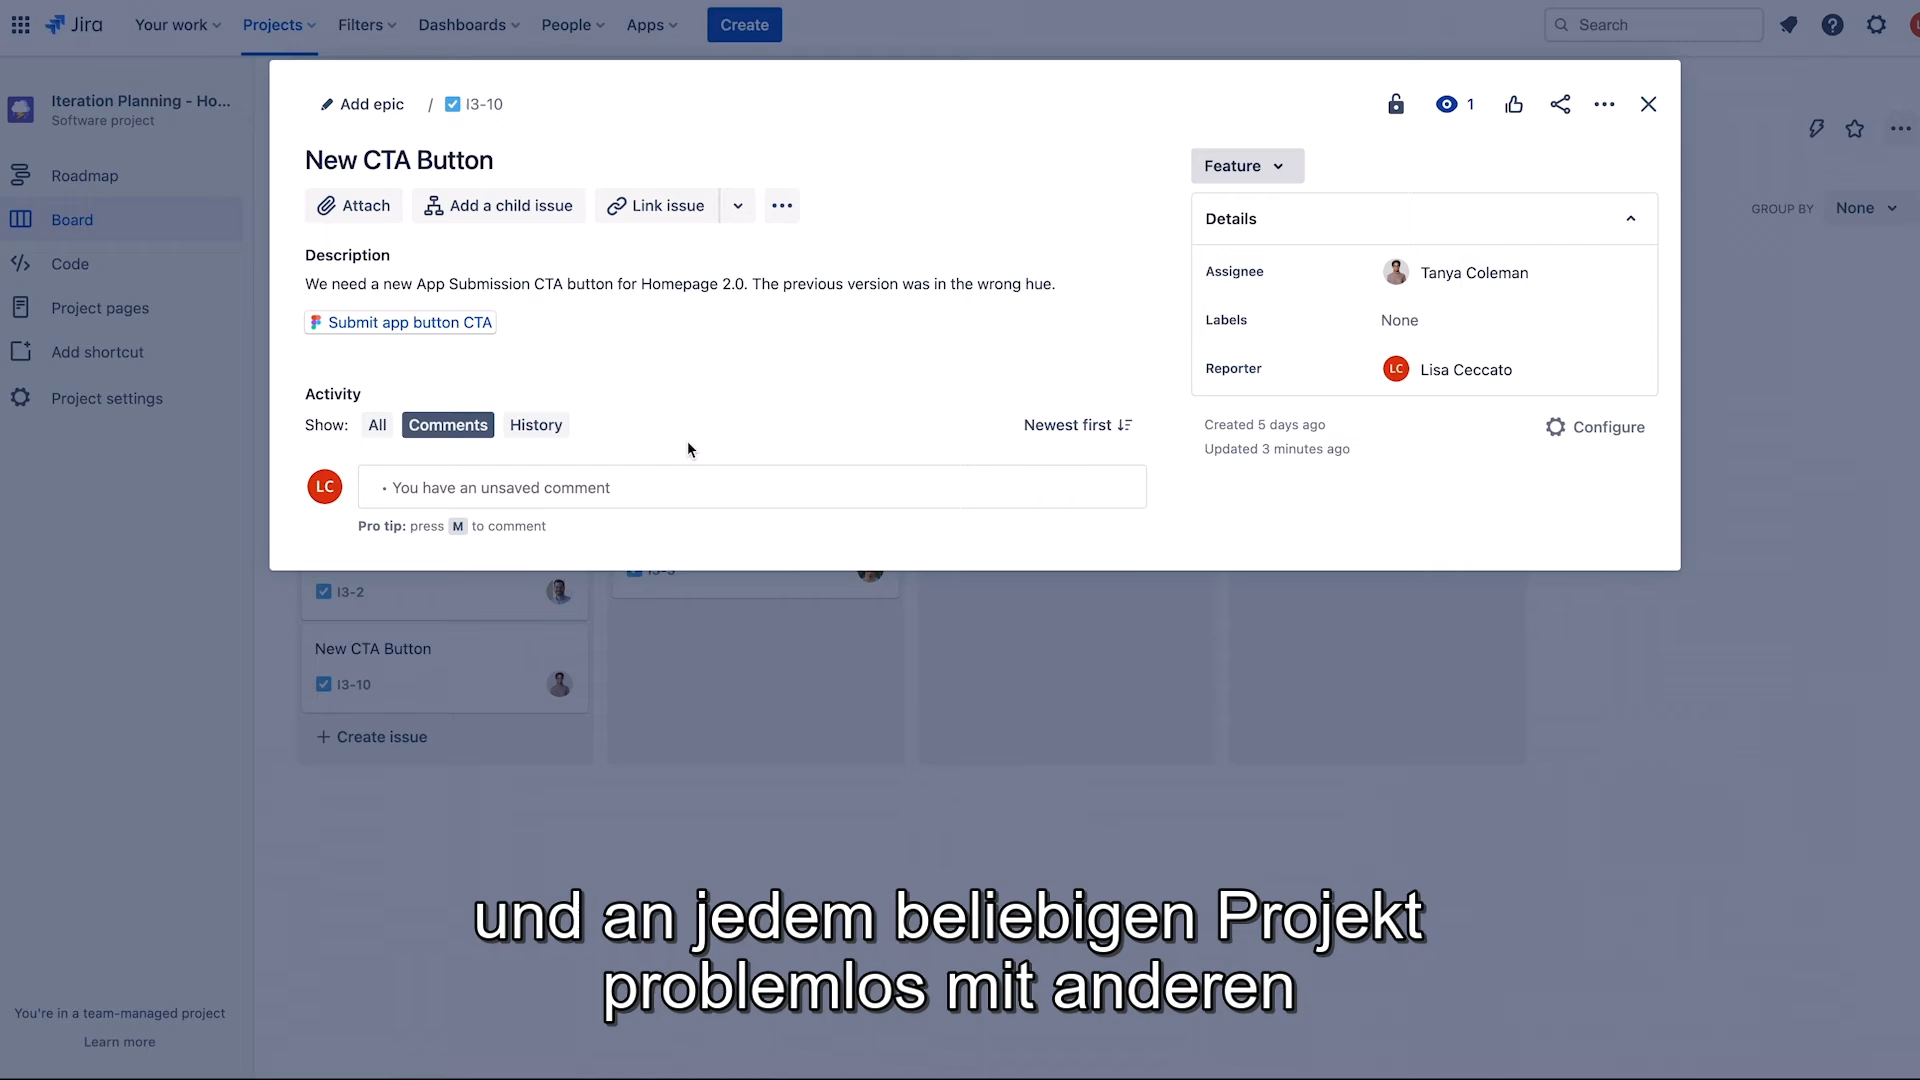 Jira
Your work
Projects
Filters
Dashboards
People
Apps
Create
Search
Iteration Planning - Ho...
Software project
Roadmap
Board
Code
Project pages
Add shortcut
Project settings
You're in a team-managed project
Learn more
GROUP BY None
Add epic / I3-10
1
New CTA Button
Attach
Add a child issue
Link issue
Description
We need a new App Submission CTA button for Homepage 2.0. The previous version was in the wrong hue.
Submit app button CTA
Activity
Show: All Comments History
Newest first
LC
• You have an unsaved comment
Pro tip: press M to comment
Feature
Details
Assignee Tanya Coleman
Labels None
Reporter LC Lisa Ceccato
Created 5 days ago
Updated 3 minutes ago
Configure
I3-2
New CTA Button
I3-10
Create issue
und an jedem beliebigen Projekt
problemlos mit anderen